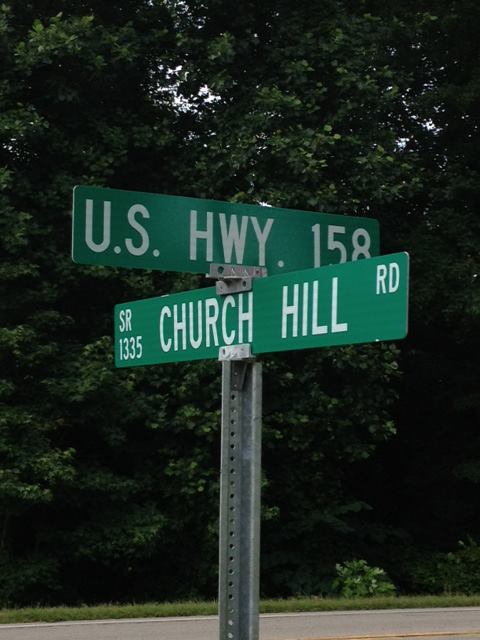 U.S. HWY. 158
SR 1335 CHURCH HILL RD